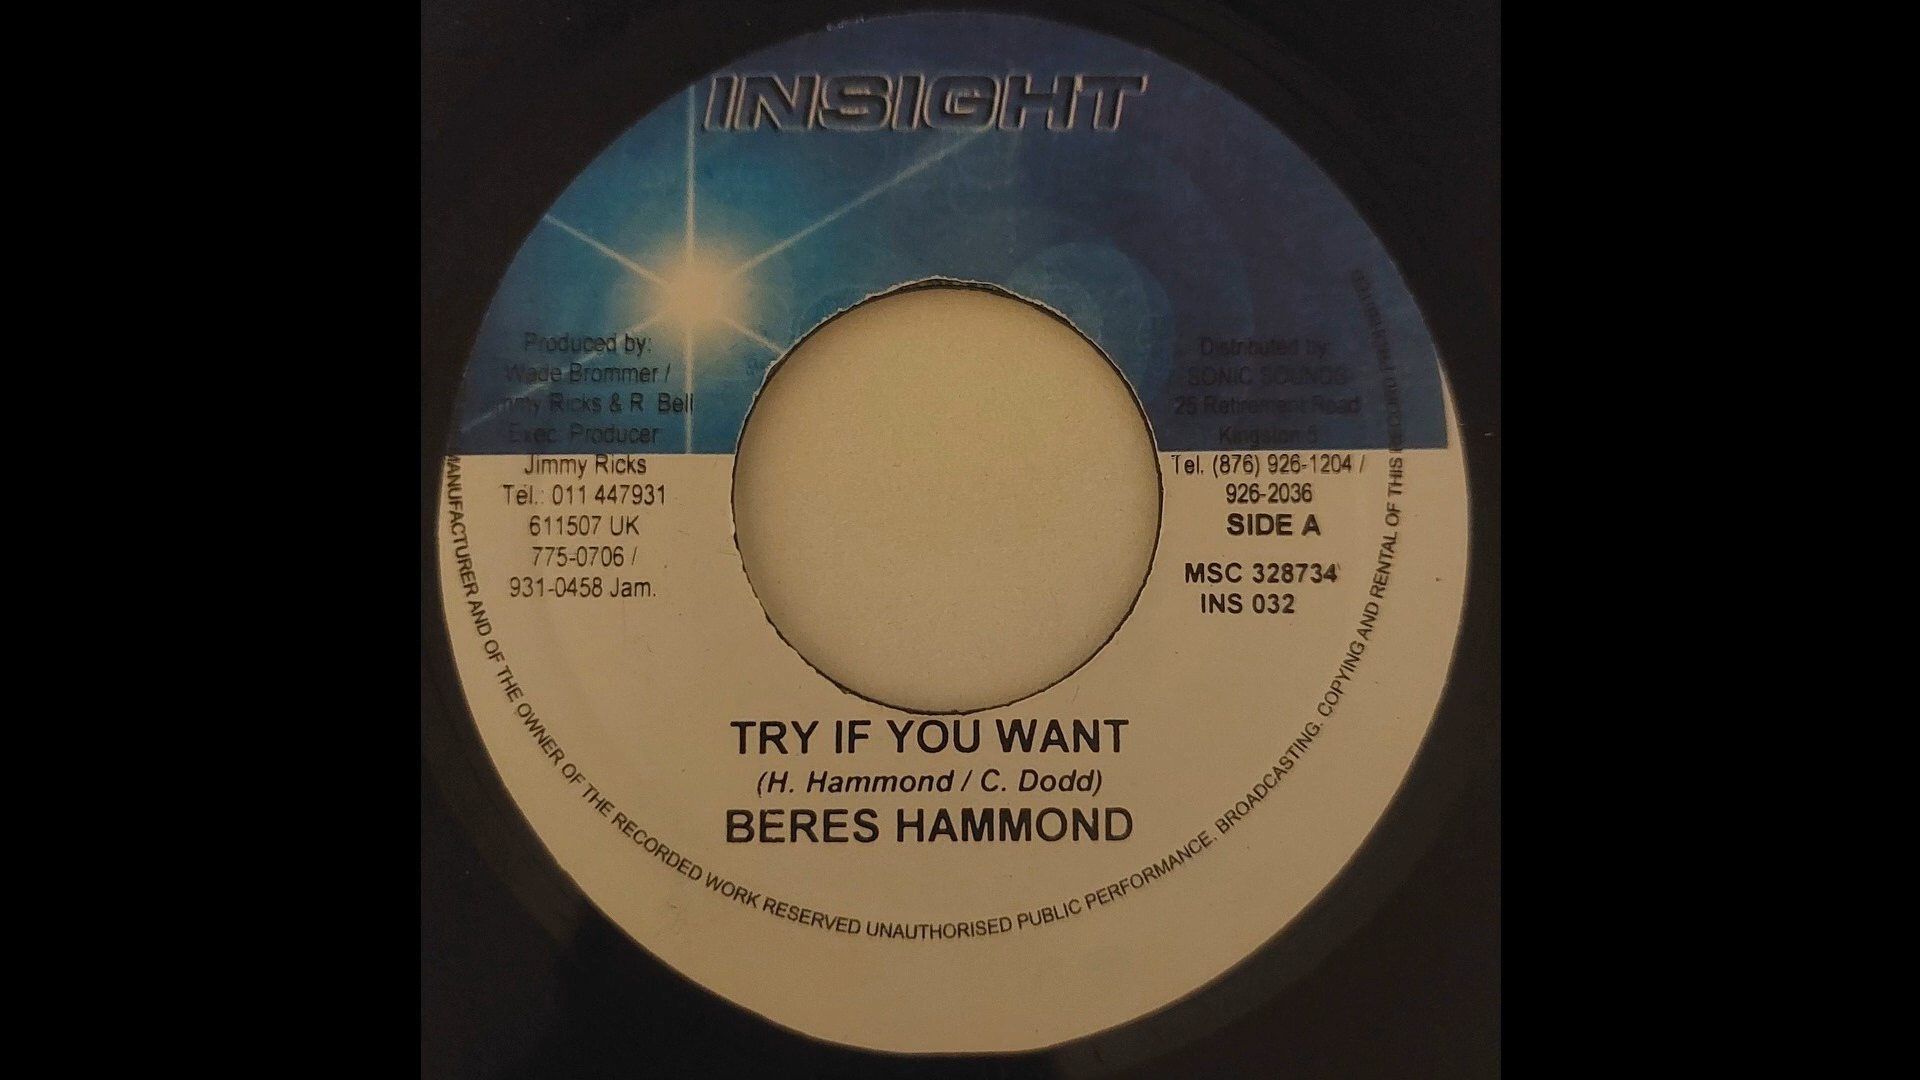 INSIGHT
Produced by:
Wade Brommer /
Ricks & R Bell
Exec. Producer
Jimmy Ricks
Tel.: 011 447931
611507 UK
775-0706 /
931-0458 Jam.
Distributed by
SONIC SOUNDS
25 Retirement Road
Kingston 5
Tel. (876) 926-1204 /
926-2036
SIDE A
MSC 328734
INS 032
TRY IF YOU WANT
(H. Hammond / C. Dodd)
BERES HAMMOND
MANUFACTURER AND OF THE OWNER OF THE RECORDED WORK RESERVED UNAUTHORISED PUBLIC PERFORMANCE. BROADCASTING. COPYING AND RENTAL OF THIS RECORD PROHIBITED